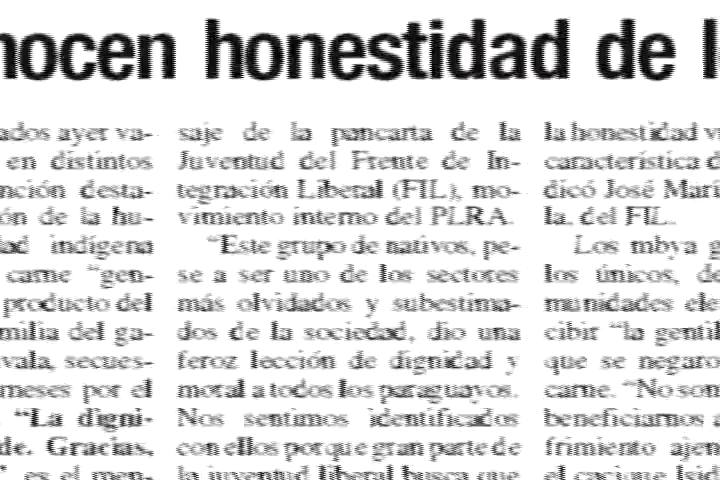 nocen honestidad de l
ados ayer va-
en distintos
nción desta-
ón de la hu-
dad indígena
carne "gen-
producto del
milia del ga-
vala, secues-
meses por el
"La digni-
de. Gracias,
" es el men-
saje de la pancarta de la
Juventud del Frente de In-
tegración Liberal (FIL), mo-
vimiento interno del PLRA.
"Este grupo de nativos, pe-
se a ser uno de los sectores
más olvidados y subestima-
dos de la sociedad, dio una
feroz lección de dignidad y
moral a todos los paraguayos.
Nos sentimos identificados
con ellos porque gran parte de
la juventud liberal busca que
la honestidad v
característica d
dicó José Marí
la, del FIL.
Los mbya g
los únicos, de
munidades ele
cibir "la gentil
que se negaro
carne. "No son
beneficiarnos a
frimiento ajen
el cacique Isid